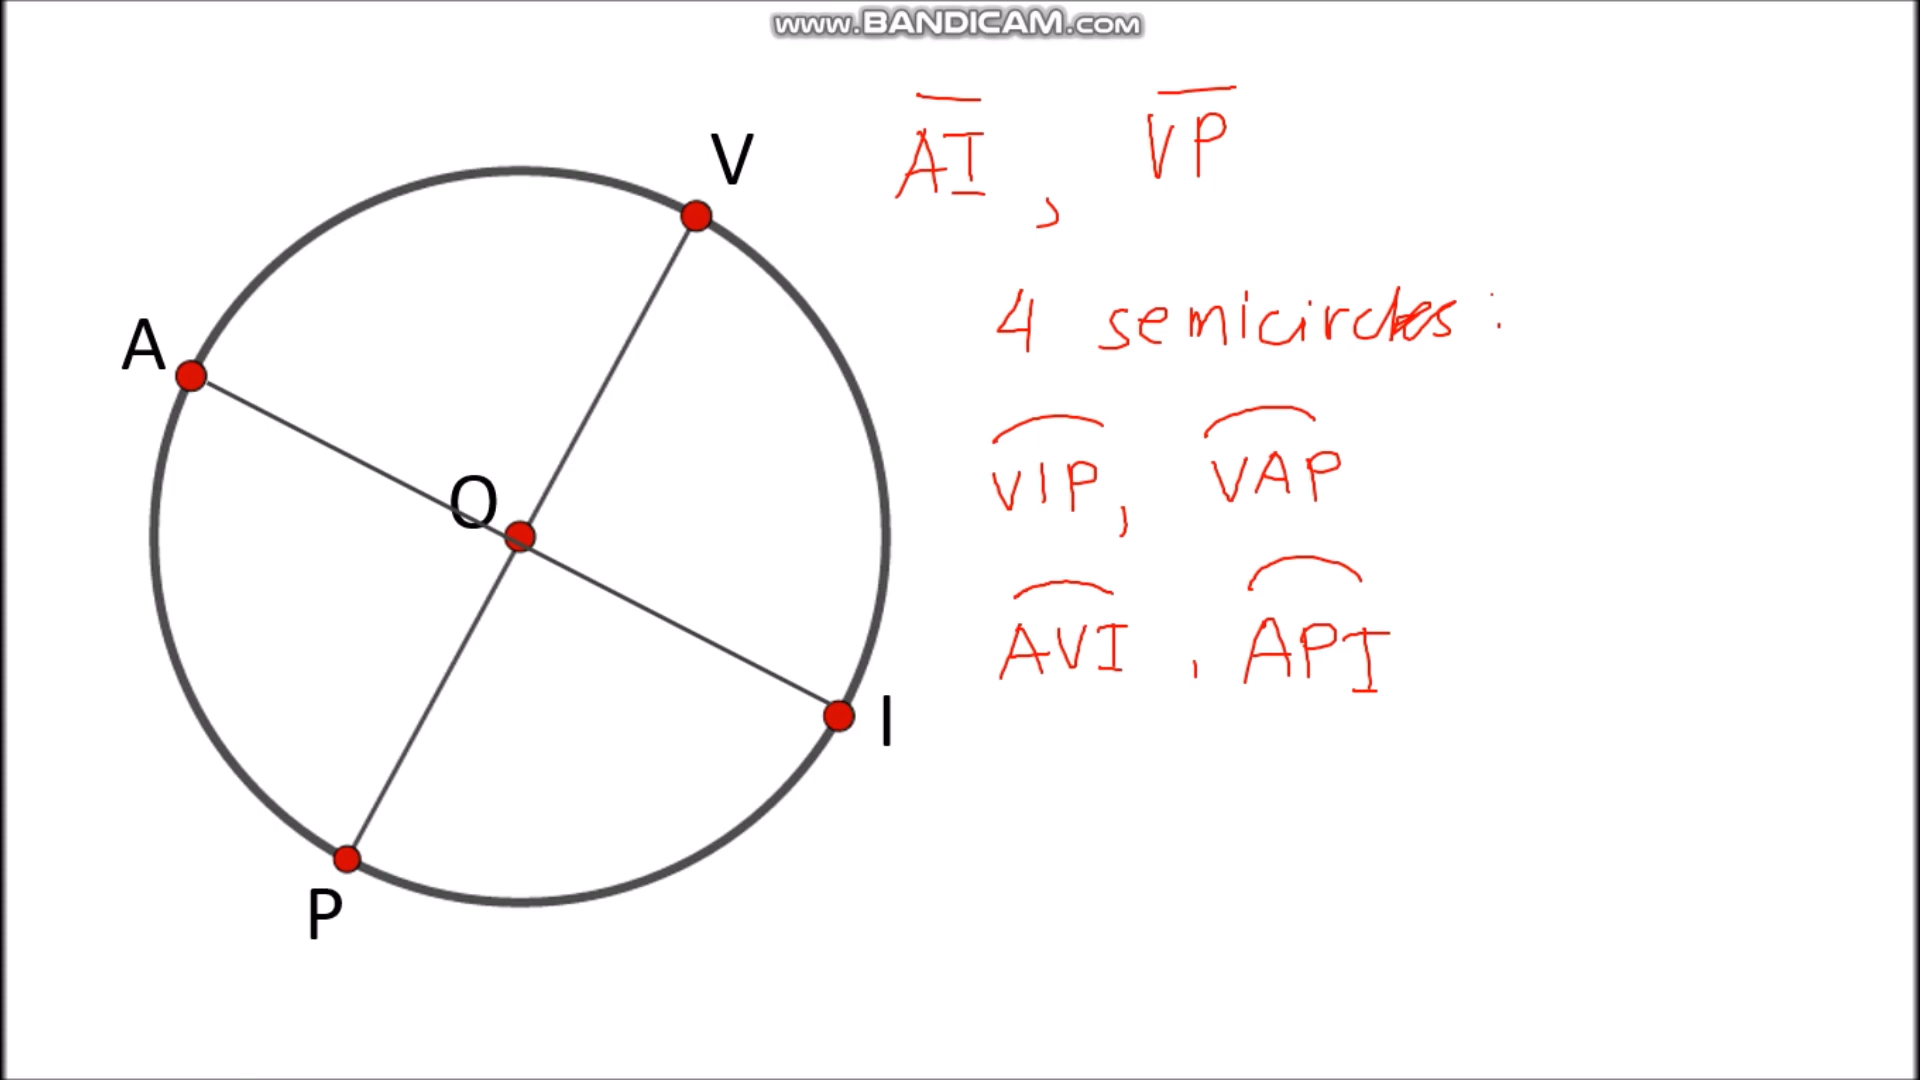 www.BANDICAM.com
AI, VP
V
4 semicircles:
A
VIP, VAP
O
AVI, API
I
P